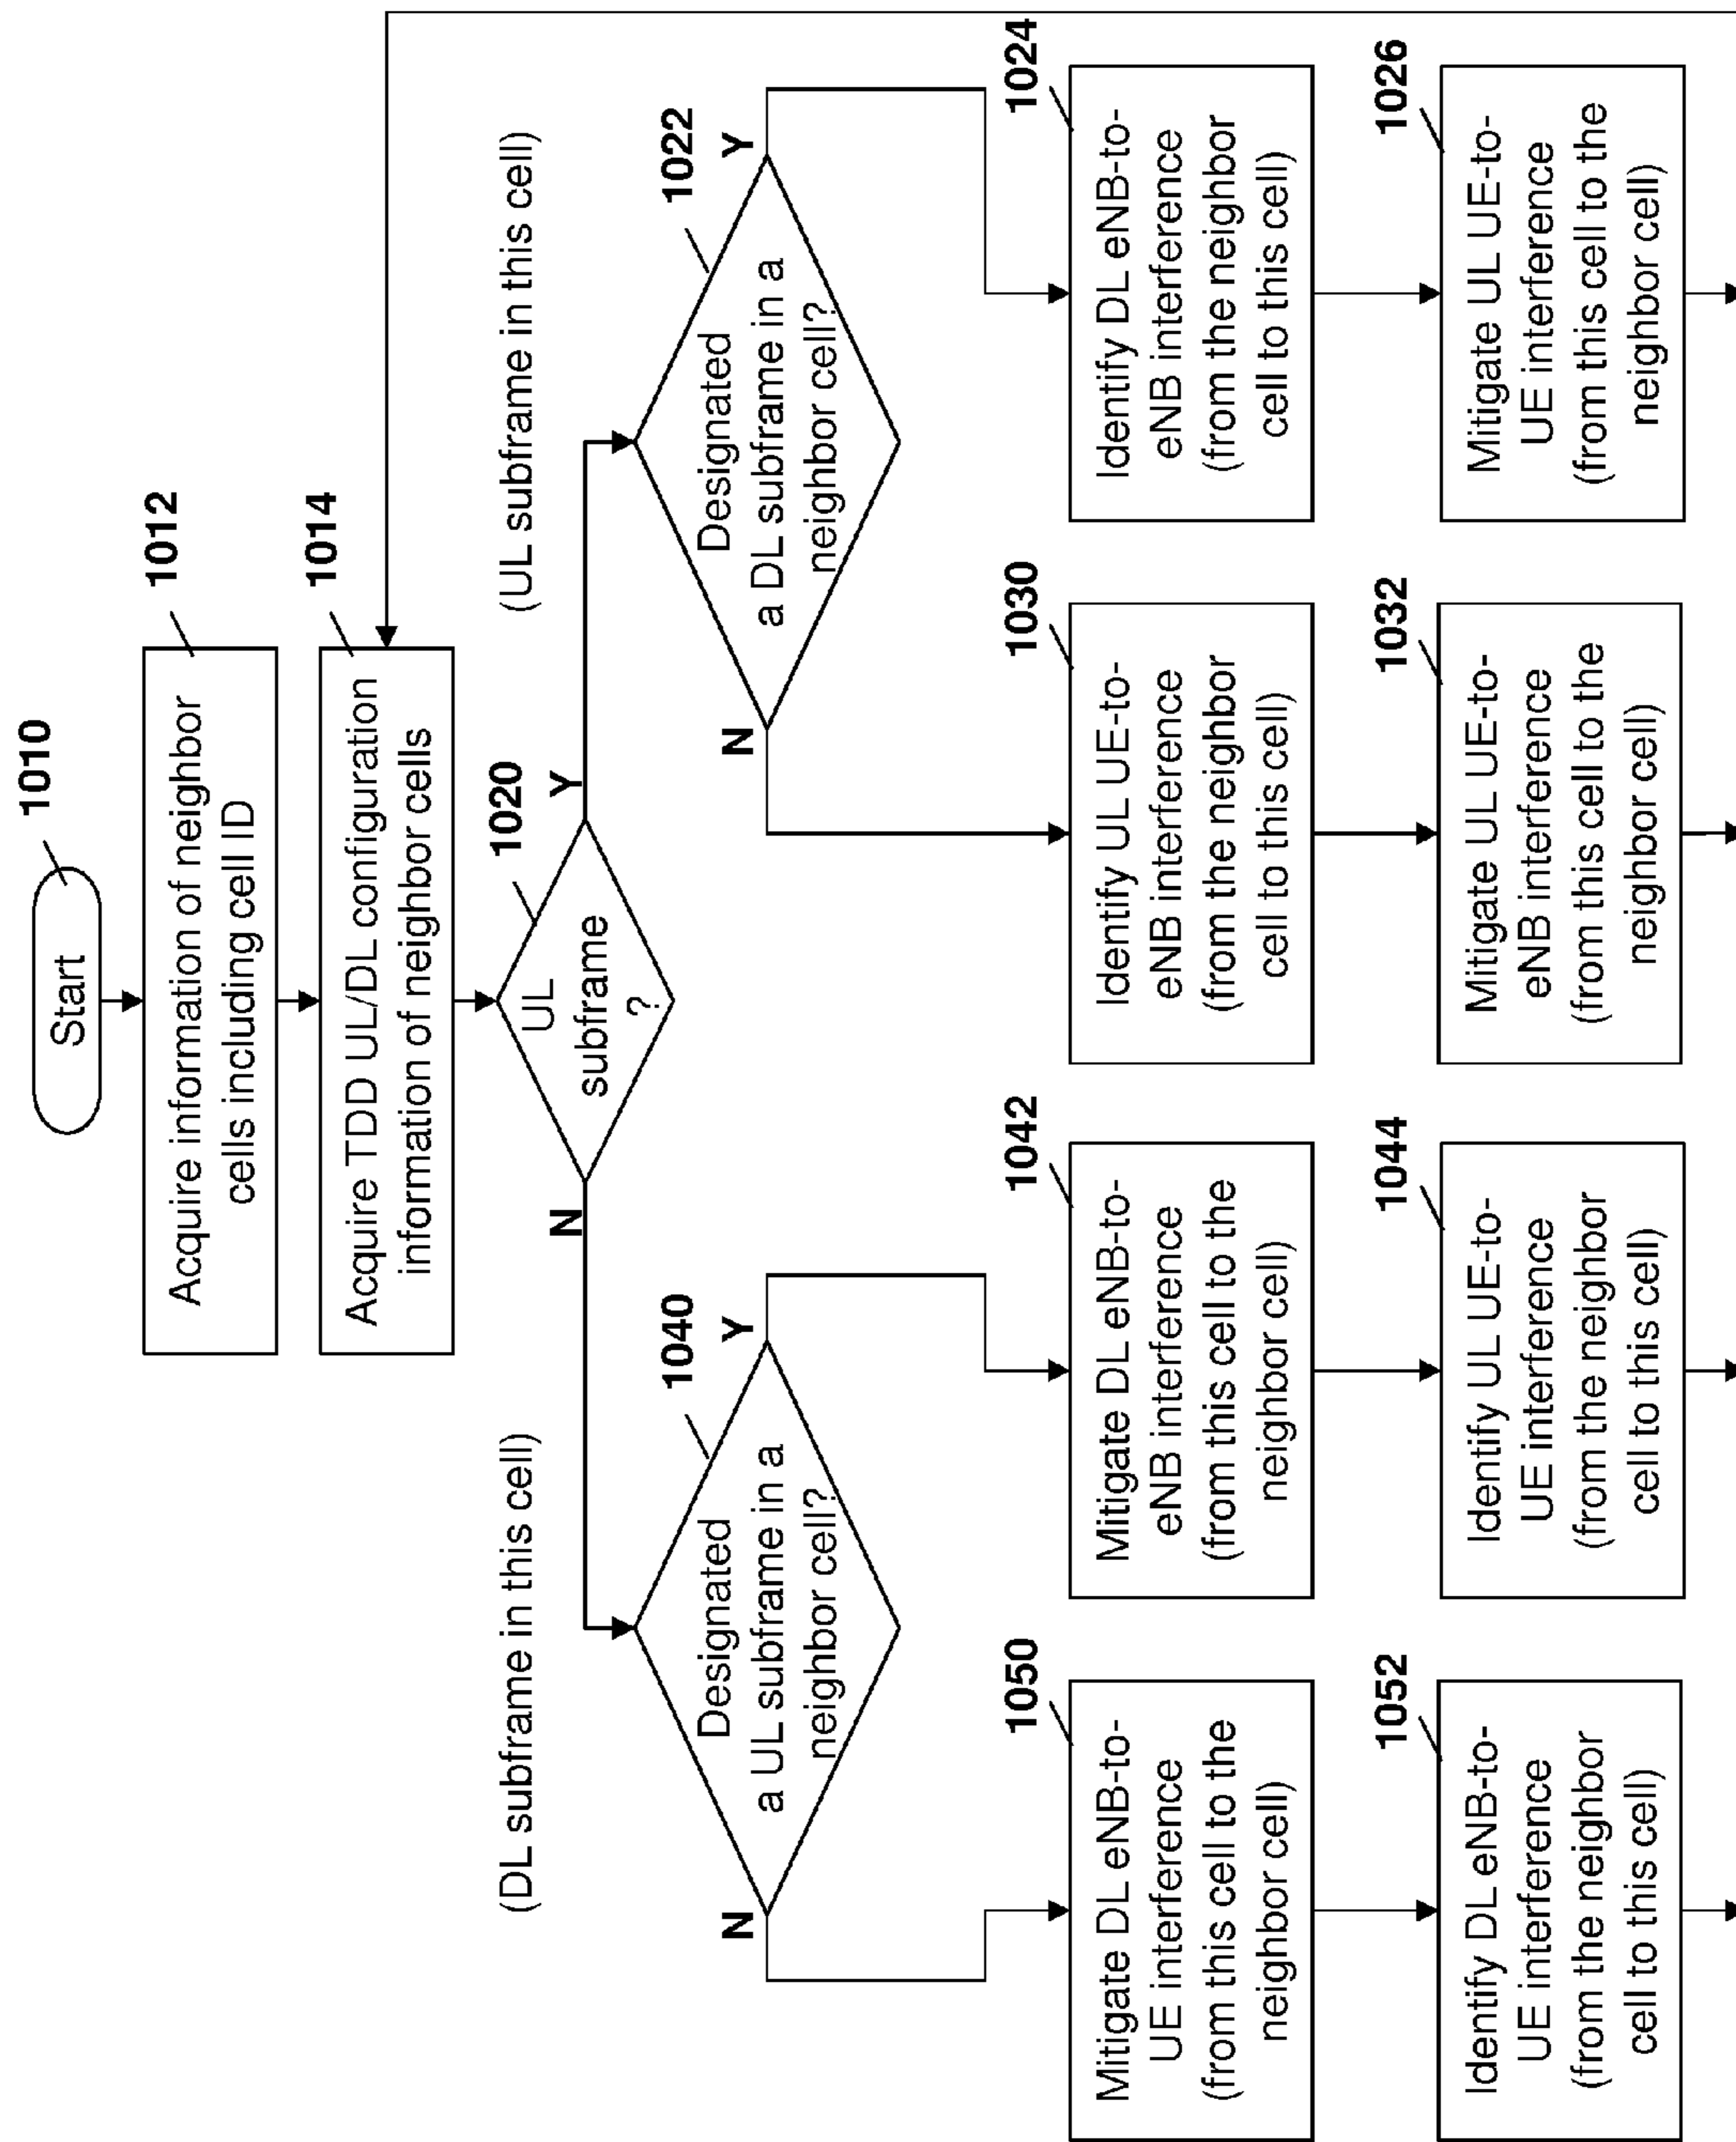 1010
Start
1012
Acquire information of neighbor
cells including cell ID
1014
Acquire TDD UL/DL configuration
information of neighbor cells
1020
UL
subframe
?
N
Y
(DL subframe in this cell)
(UL subframe in this cell)
1040
Designated
a UL subframe in a
neighbor cell?
N
Y
1022
Designated
a DL subframe in a
neighbor cell?
N
Y
1050
Mitigate DL eNB-to-
UE interference
(from this cell to the
neighbor cell)
1042
Mitigate DL eNB-to-
eNB interference
(from this cell to the
neighbor cell)
1030
Identify UL UE-to-
eNB interference
(from the neighbor
cell to this cell)
1024
Identify DL eNB-to-
eNB interference
(from the neighbor
cell to this cell)
1052
Identify DL eNB-to-
UE interference
(from the neighbor
cell to this cell)
1044
Identify UL UE-to-
UE interference
(from the neighbor
cell to this cell)
1032
Mitigate UL UE-to-
eNB interference
(from this cell to the
neighbor cell)
1026
Mitigate UL UE-to-
UE interference
(from this cell to the
neighbor cell)